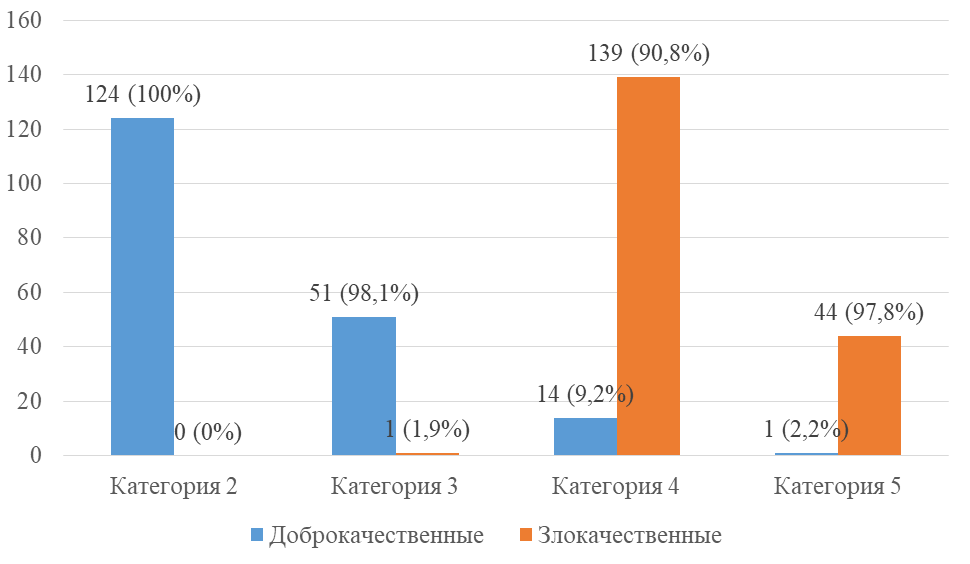 160
140
120
100
80
60
40
20
0
124 (100%)
0 (0%)
51 (98,1%)
1 (1,9%)
14 (9,2%)
139 (90,8%)
1 (2,2%)
44 (97,8%)
Категория 2
Категория 3
Категория 4
Категория 5
Доброкачественные
Злокачественные